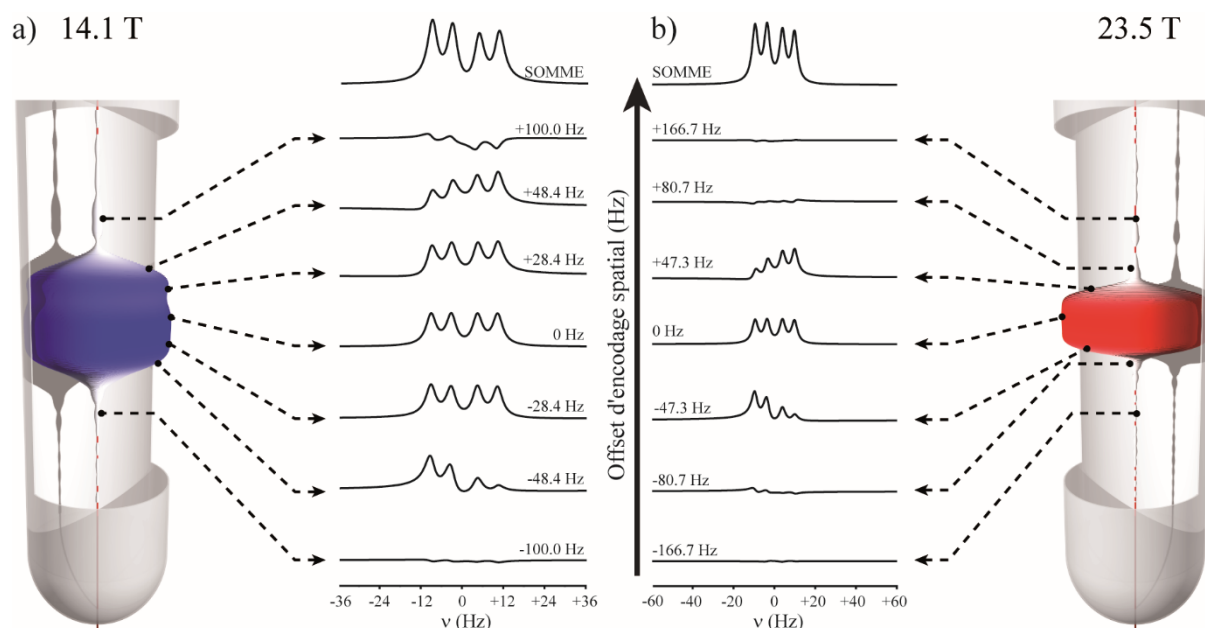 a) 14.1 T
SOMME
+100.0 Hz
+48.4 Hz
+28.4 Hz
0 Hz
-28.4 Hz
-48.4 Hz
-100.0 Hz
-36 -24 -12 0 +12 +24 +36
ν (Hz)
Offset d'encodage spatial (Hz)
b) 23.5 T
SOMME
+166.7 Hz
+80.7 Hz
+47.3 Hz
0 Hz
-47.3 Hz
-80.7 Hz
-166.7 Hz
-60 -40 -20 0 +20 +40 +60
ν (Hz)